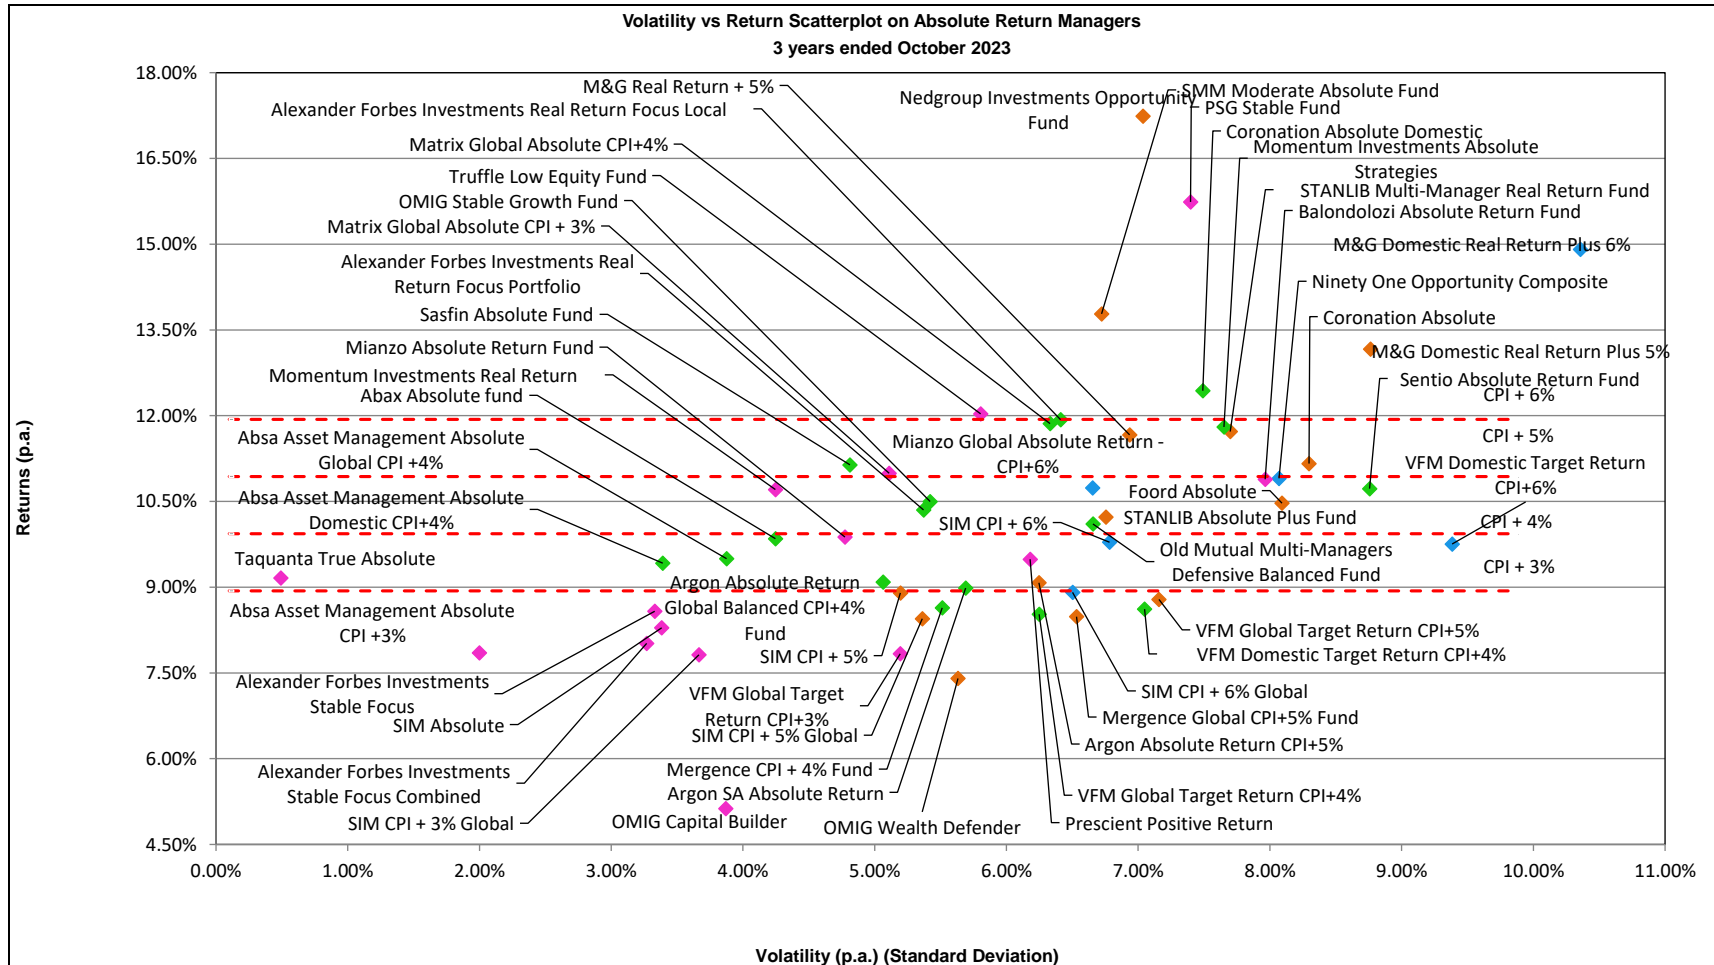 Volatility vs Return Scatterplot on Absolute Return Managers
3 years ended October 2023
Returns (p.a.)
18.00%
16.50%
15.00%
13.50%
12.00%
10.50%
9.00%
7.50%
6.00%
4.50%
M&G Real Return + 5%
Alexander Forbes Investments Real Return Focus Local
Matrix Global Absolute CPI+4%
Truffle Low Equity Fund
OMIG Stable Growth Fund
Matrix Global Absolute CPI + 3%
Alexander Forbes Investments Real
Return Focus Portfolio
Sasfin Absolute Fund
Mianzo Absolute Return Fund
Momentum Investments Real Return
Abax Absolute fund
Absa Asset Management Absolute
Global CPI +4%
Absa Asset Management Absolute
Domestic CPI+4%
Taquanta True Absolute
Absa Asset Management Absolute
CPI +3%
Alexander Forbes Investments
Stable Focus
SIM Absolute
Alexander Forbes Investments
Stable Focus Combined
SIM CPI + 3% Global
Nedgroup Investments Opportunity
Fund
SMM Moderate Absolute Fund
PSG Stable Fund
Coronation Absolute Domestic
Momentum Investments Absolute
Strategies
STANLIB Multi-Manager Real Return Fund
Balondolozi Absolute Return Fund
M&G Domestic Real Return Plus 6%
Ninety One Opportunity Composite
Coronation Absolute
M&G Domestic Real Return Plus 5%
Sentio Absolute Return Fund
CPI + 6%
CPI + 5%
Mianzo Global Absolute Return -
CPI+6%
VFM Domestic Target Return
CPI+6%
Foord Absolute
STANLIB Absolute Plus Fund
SIM CPI + 6%
CPI + 4%
Old Mutual Multi-Managers
Defensive Balanced Fund
CPI + 3%
Argon Absolute Return
Global Balanced CPI+4%
Fund
SIM CPI + 5%
VFM Global Target
Return CPI+3%
SIM CPI + 5% Global
Mergence CPI + 4% Fund
Argon SA Absolute Return
OMIG Capital Builder
OMIG Wealth Defender
VFM Global Target Return CPI+5%
VFM Domestic Target Return CPI+4%
SIM CPI + 6% Global
Mergence Global CPI+5% Fund
Argon Absolute Return CPI+5%
VFM Global Target Return CPI+4%
Prescient Positive Return
0.00%
1.00%
2.00%
3.00%
4.00%
5.00%
6.00%
7.00%
8.00%
9.00%
10.00%
11.00%
Volatility (p.a.) (Standard Deviation)